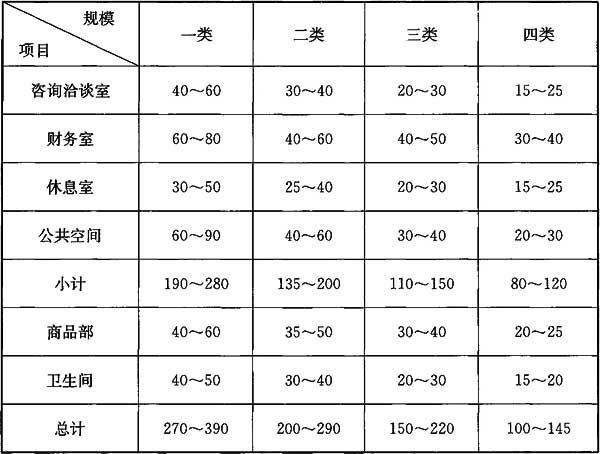 规模
项目
一类 二类 三类 四类
咨询洽谈室 40～60 30～40 20～30 15～25
财务室 60～80 40～60 40～50 30～40
休息室 30～50 25～40 20～30 15～25
公共空间 60～90 40～60 30～40 20～30
小计 190～280 135～200 110～150 80～120
商品部 40～60 35～50 30～40 20～25
卫生间 40～50 30～40 20～30 15～20
总计 270～390 200～290 150～220 100～145